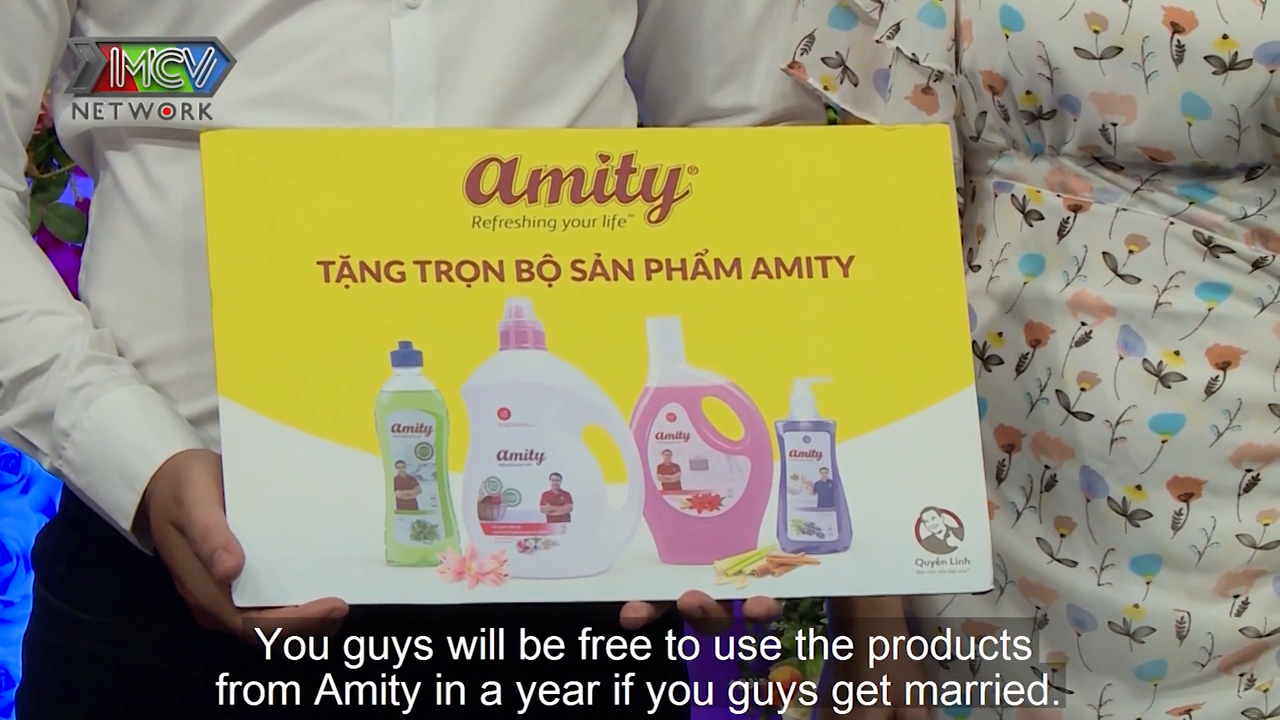 MCV
NETWORK
amity®
Refreshing your life™
TẶNG TRỌN BỘ SẢN PHẨM AMITY
amity
amity
amity
amity
Quyền Linh
You guys will be free to use the products
from Amity in a year if you guys get married.